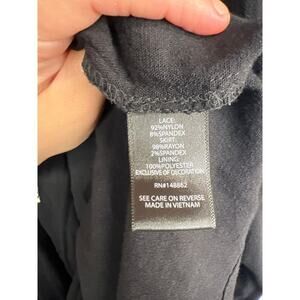 LACE:
92%NYLON
8%SPANDEX
SKIRT:
98%RAYON
2%SPANDEX
LINING:
100%POLYESTER
EXCLUSIVE OF DECORATION
RN#148862
SEE CARE ON REVERSE
MADE IN VIETNAM